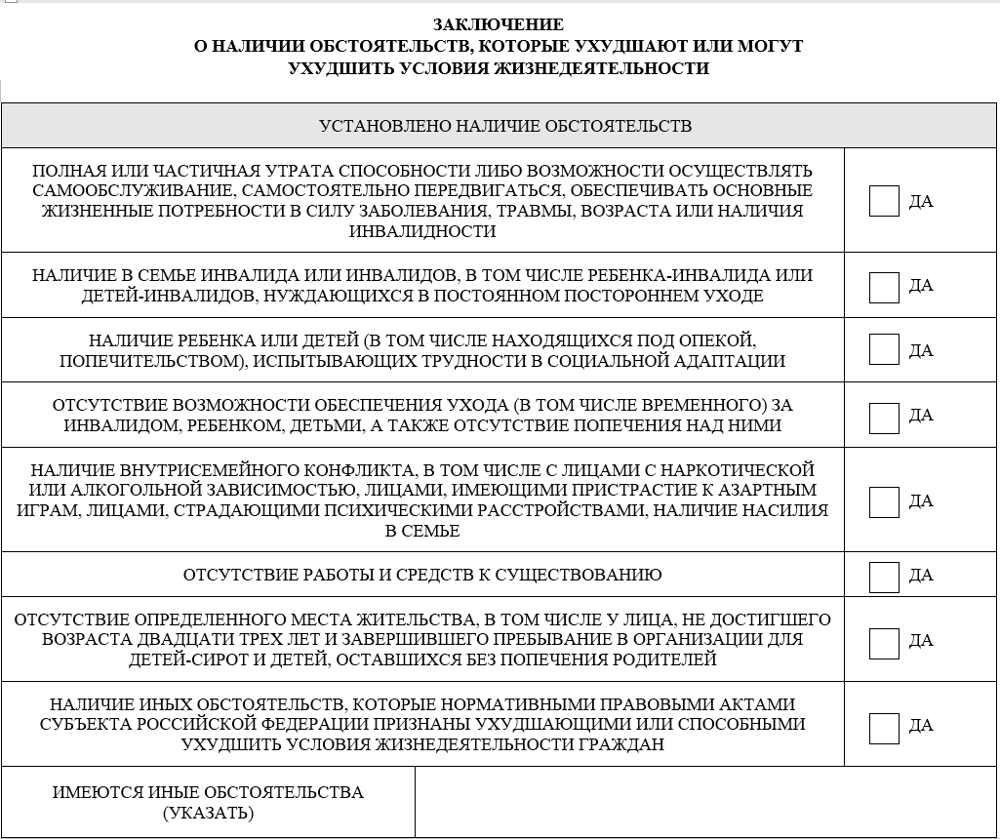 ЗАКЛЮЧЕНИЕ
О НАЛИЧИИ ОБСТОЯТЕЛЬСТВ, КОТОРЫЕ УХУДШАЮТ ИЛИ МОГУТ
УХУДШИТЬ УСЛОВИЯ ЖИЗНЕДЕЯТЕЛЬНОСТИ
УСТАНОВЛЕНО НАЛИЧИЕ ОБСТОЯТЕЛЬСТВ
ПОЛНАЯ ИЛИ ЧАСТИЧНАЯ УТРАТА СПОСОБНОСТИ ЛИБО ВОЗМОЖНОСТИ ОСУЩЕСТВЛЯТЬ
САМООБСЛУЖИВАНИЕ, САМОСТОЯТЕЛЬНО ПЕРЕДВИГАТЬСЯ, ОБЕСПЕЧИВАТЬ ОСНОВНЫЕ
ЖИЗНЕННЫЕ ПОТРЕБНОСТИ В СИЛУ ЗАБОЛЕВАНИЯ, ТРАВМЫ, ВОЗРАСТА ИЛИ НАЛИЧИЯ
ИНВАЛИДНОСТИ
ДА
НАЛИЧИЕ В СЕМЬЕ ИНВАЛИДА ИЛИ ИНВАЛИДОВ, В ТОМ ЧИСЛЕ РЕБЕНКА-ИНВАЛИДА ИЛИ
ДЕТЕЙ-ИНВАЛИДОВ, НУЖДАЮЩИХСЯ В ПОСТОЯННОМ ПОСТОРОННЕМ УХОДЕ
ДА
НАЛИЧИЕ РЕБЕНКА ИЛИ ДЕТЕЙ (В ТОМ ЧИСЛЕ НАХОДЯЩИХСЯ ПОД ОПЕКОЙ,
ПОПЕЧИТЕЛЬСТВОМ), ИСПЫТЫВАЮЩИХ ТРУДНОСТИ В СОЦИАЛЬНОЙ АДАПТАЦИИ
ДА
ОТСУТСТВИЕ ВОЗМОЖНОСТИ ОБЕСПЕЧЕНИЯ УХОДА (В ТОМ ЧИСЛЕ ВРЕМЕННОГО) ЗА
ИНВАЛИДОМ, РЕБЕНКОМ, ДЕТЬМИ, А ТАКЖЕ ОТСУТСТВИЕ ПОПЕЧЕНИЯ НАД НИМИ
ДА
НАЛИЧИЕ ВНУТРИСЕМЕЙНОГО КОНФЛИКТА, В ТОМ ЧИСЛЕ С ЛИЦАМИ С НАРКОТИЧЕСКОЙ
ИЛИ АЛКОГОЛЬНОЙ ЗАВИСИМОСТЬЮ, ЛИЦАМИ, ИМЕЮЩИМИ ПРИСТРАСТИЕ К АЗАРТНЫМ
ИГРАМ, ЛИЦАМИ, СТРАДАЮЩИМИ ПСИХИЧЕСКИМИ РАССТРОЙСТВАМИ, НАЛИЧИЕ НАСИЛИЯ
В СЕМЬЕ
ДА
ОТСУТСТВИЕ РАБОТЫ И СРЕДСТВ К СУЩЕСТВОВАНИЮ
ДА
ОТСУТСТВИЕ ОПРЕДЕЛЕННОГО МЕСТА ЖИТЕЛЬСТВА, В ТОМ ЧИСЛЕ У ЛИЦА, НЕ ДОСТИГШЕГО
ВОЗРАСТА ДВАДЦАТИ ТРЕХ ЛЕТ И ЗАВЕРШИВШЕГО ПРЕБЫВАНИЕ В ОРГАНИЗАЦИИ ДЛЯ
ДЕТЕЙ-СИРОТ И ДЕТЕЙ, ОСТАВШИХСЯ БЕЗ ПОПЕЧЕНИЯ РОДИТЕЛЕЙ
ДА
НАЛИЧИЕ ИНЫХ ОБСТОЯТЕЛЬСТВ, КОТОРЫЕ НОРМАТИВНЫМИ ПРАВОВЫМИ АКТАМИ
СУБЪЕКТА РОССИЙСКОЙ ФЕДЕРАЦИИ ПРИЗНАНЫ УХУДШАЮЩИМИ ИЛИ СПОСОБНЫМИ
УХУДШИТЬ УСЛОВИЯ ЖИЗНЕДЕЯТЕЛЬНОСТИ ГРАЖДАН
ДА
ИМЕЮТСЯ ИНЫЕ ОБСТОЯТЕЛЬСТВА
(УКАЗАТЬ)